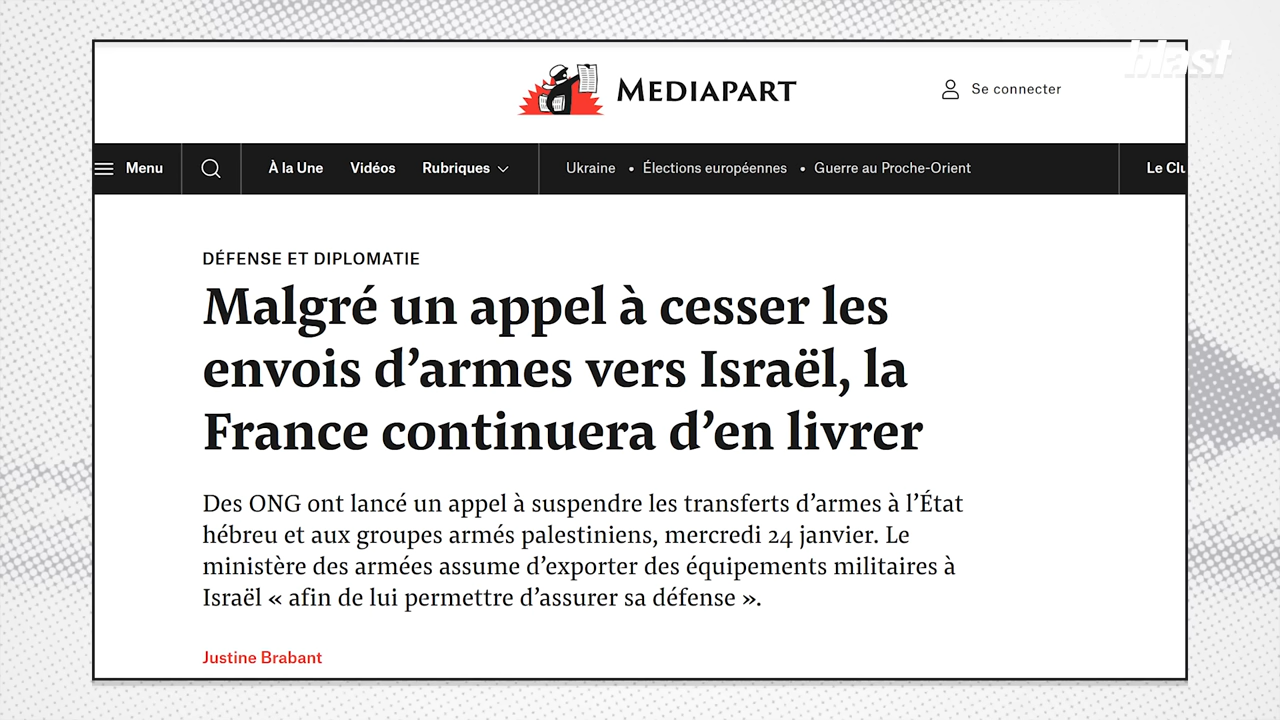 blast
MEDIAPART
Se connecter
Menu
À la Une
Vidéos
Rubriques
Ukraine • Élections européennes • Guerre au Proche-Orient
Le Clu
DÉFENSE ET DIPLOMATIE
Malgré un appel à cesser les
envois d’armes vers Israël, la
France continuera d’en livrer
Des ONG ont lancé un appel à suspendre les transferts d’armes à l’État
hébreu et aux groupes armés palestiniens, mercredi 24 janvier. Le
ministère des armées assume d’exporter des équipements militaires à
Israël « afin de lui permettre d’assurer sa défense ».
Justine Brabant